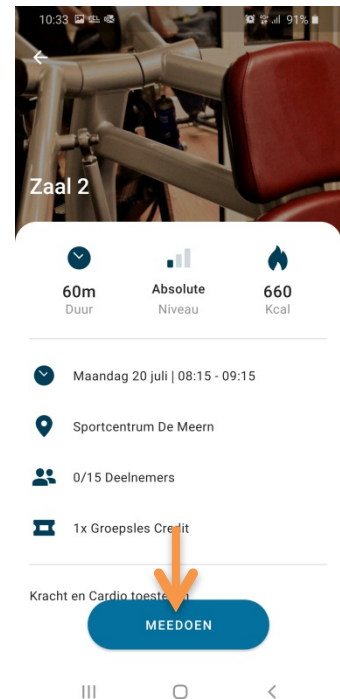 10:33 91%
Zaal 2
60m Absolute 660
Duur Niveau Kcal
Maandag 20 juli | 08:15 - 09:15
Sportcentrum De Meern
0/15 Deelnemers
1x Groepsles Credit
Kracht en Cardio toestellen
MEEDOEN